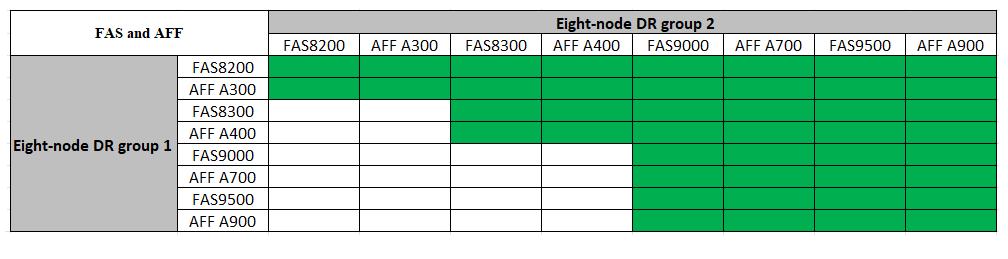 FAS and AFF
Eight-node DR group 2
FAS8200 AFF A300 FAS8300 AFF A400 FAS9000 AFF A700 FAS9500 AFF A900
Eight-node DR group 1
FAS8200
AFF A300
FAS8300
AFF A400
FAS9000
AFF A700
FAS9500
AFF A900